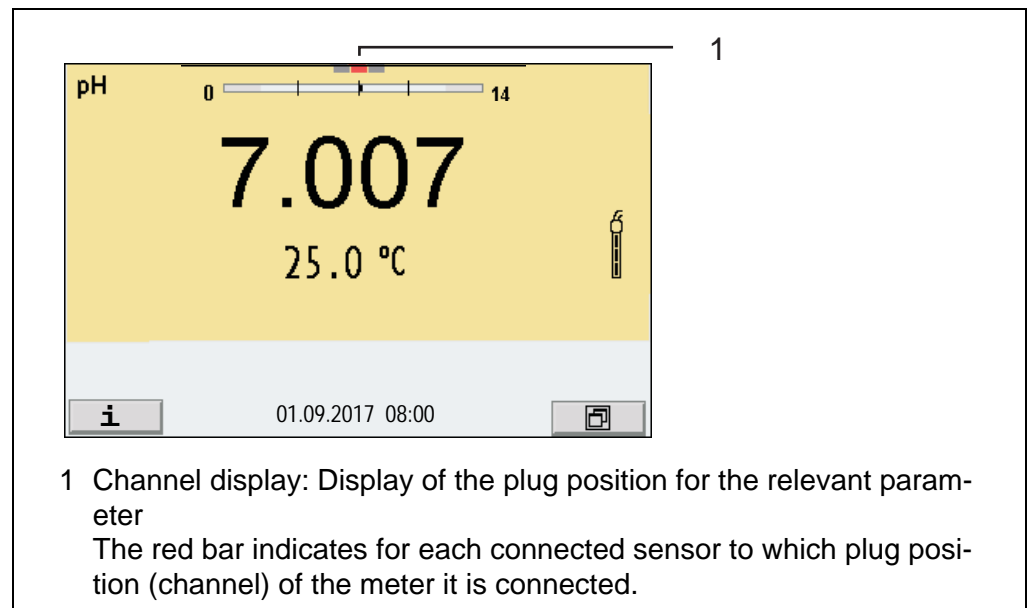 1
pH
0 14
7.007
25.0 °C
i 01.09.2017 08:00
1 Channel display: Display of the plug position for the relevant param-
eter
The red bar indicates for each connected sensor to which plug posi-
tion (channel) of the meter it is connected.